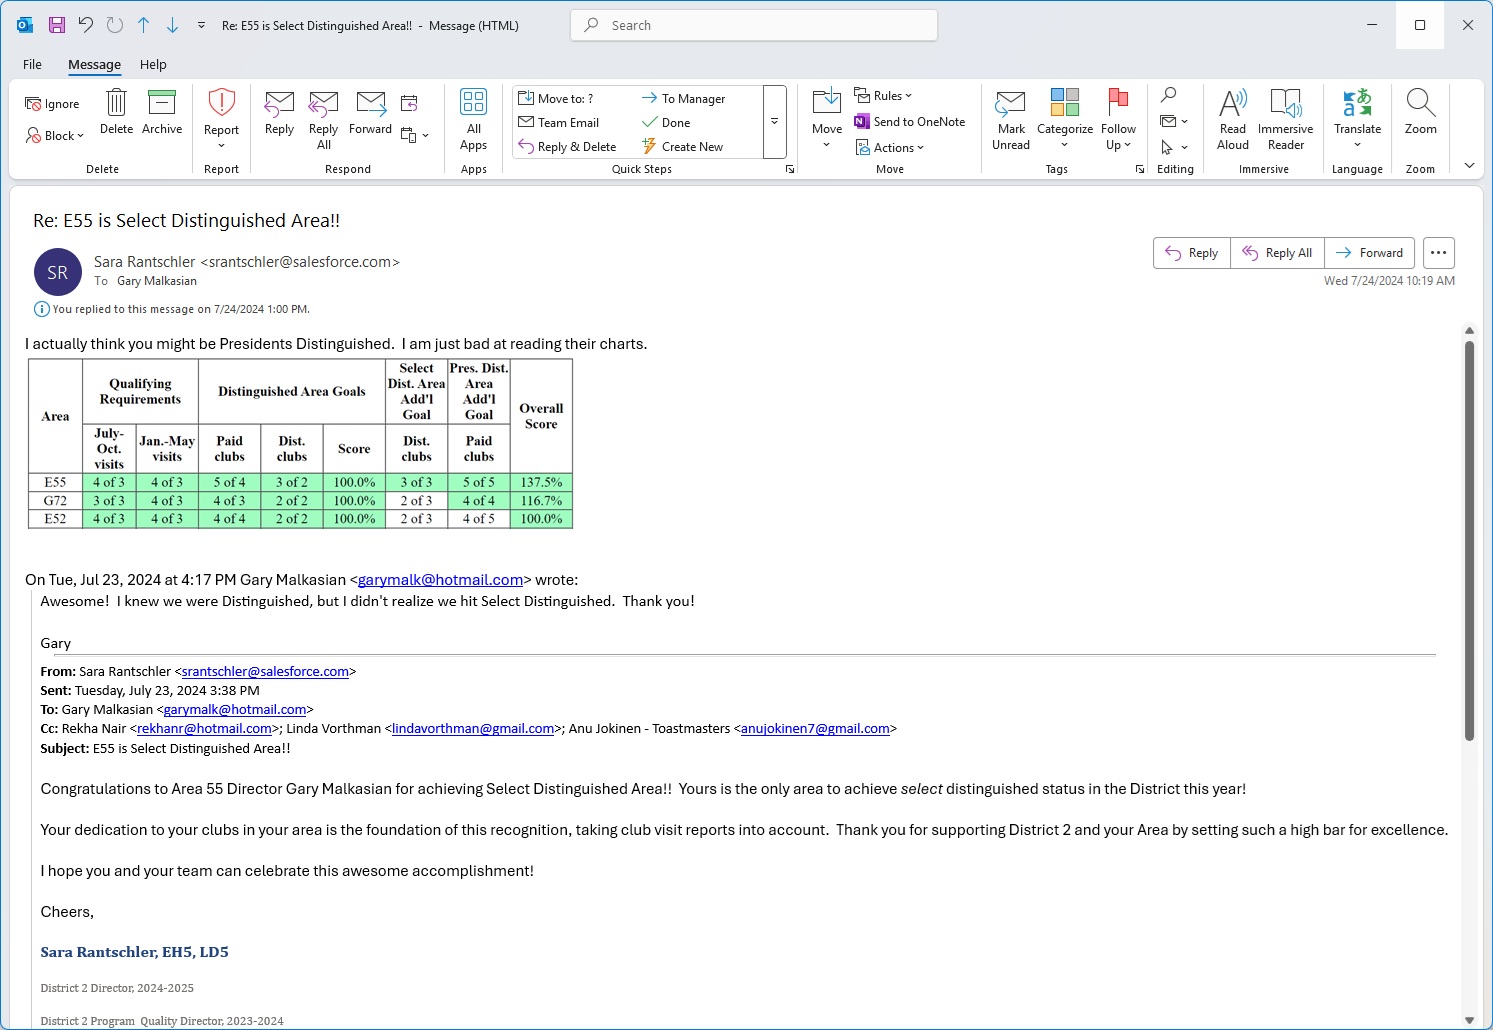 Re: E55 is Select Distinguished Area!! - Message (HTML)
Search
File Message Help
Ignore
Block
Delete
Archive
Delete
Report
Report
Reply
Reply All
Forward
Respond
All Apps
Apps
Move to: ?
Team Email
Reply & Delete
To Manager
Done
Create New
Quick Steps
Move
Rules
Send to OneNote
Actions
Move
Mark Unread
Categorize
Follow Up
Tags
Editing
Read Aloud
Immersive Reader
Immersive
Translate
Language
Zoom
Zoom
Re: E55 is Select Distinguished Area!!
SR
Sara Rantschler <srantschler@salesforce.com>
To Gary Malkasian
Reply
Reply All
Forward
Wed 7/24/2024 10:19 AM
You replied to this message on 7/24/2024 1:00 PM.
I actually think you might be Presidents Distinguished. I am just bad at reading their charts.
Area
Qualifying Requirements
Distinguished Area Goals
Select Dist. Area Add'l Goal
Pres. Dist. Area Add'l Goal
Overall Score
July-Oct. visits
Jan.-May visits
Paid clubs
Dist. clubs
Score
Dist. clubs
Paid clubs
E55 4 of 3 4 of 3 5 of 4 3 of 2 100.0% 3 of 3 5 of 5 137.5%
G72 3 of 3 4 of 3 4 of 3 2 of 2 100.0% 2 of 3 4 of 4 116.7%
E52 4 of 3 4 of 3 4 of 4 2 of 2 100.0% 2 of 3 4 of 5 100.0%
On Tue, Jul 23, 2024 at 4:17 PM Gary Malkasian <garymalk@hotmail.com> wrote:
Awesome! I knew we were Distinguished, but I didn't realize we hit Select Distinguished. Thank you!
Gary
From: Sara Rantschler <srantschler@salesforce.com>
Sent: Tuesday, July 23, 2024 3:38 PM
To: Gary Malkasian <garymalk@hotmail.com>
Cc: Rekha Nair <rekhanr@hotmail.com>; Linda Vorthman <lindavorthman@gmail.com>; Anu Jokinen - Toastmasters <anujokinen7@gmail.com>
Subject: E55 is Select Distinguished Area!!
Congratulations to Area 55 Director Gary Malkasian for achieving Select Distinguished Area!! Yours is the only area to achieve select distinguished status in the District this year!
Your dedication to your clubs in your area is the foundation of this recognition, taking club visit reports into account. Thank you for supporting District 2 and your Area by setting such a high bar for excellence.
I hope you and your team can celebrate this awesome accomplishment!
Cheers,
Sara Rantschler, EH5, LD5
District 2 Director, 2024-2025
District 2 Program Quality Director, 2023-2024